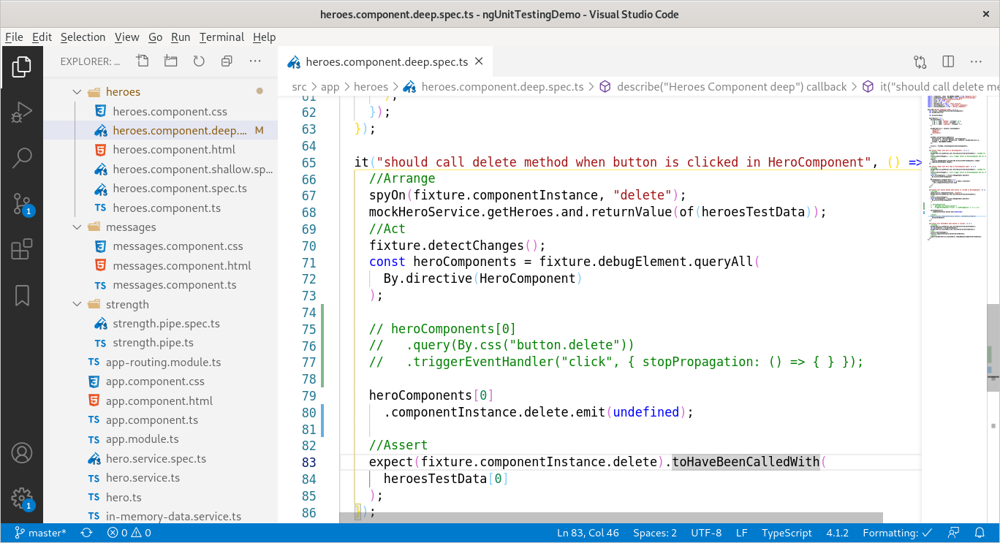 heroes.component.deep.spec.ts - ngUnitTestingDemo - Visual Studio Code
File Edit Selection View Go Run Terminal Help
EXPLORER: ...
heroes
heroes.component.css
heroes.component.deep.... M
heroes.component.html
heroes.component.shallow.sp...
heroes.component.spec.ts
TS heroes.component.ts
messages
messages.component.css
messages.component.html
TS messages.component.ts
strength
strength.pipe.spec.ts
TS strength.pipe.ts
TS app-routing.module.ts
app.component.css
app.component.html
TS app.component.ts
TS app.module.ts
hero.service.spec.ts
TS hero.service.ts
TS hero.ts
TS in-memory-data.service.ts
1
1
heroes.component.deep.spec.ts
src > app > heroes > heroes.component.deep.spec.ts > describe("Heroes Component deep") callback > it("should call delete me
61 );
62 });
63 });
64
65 it("should call delete method when button is clicked in HeroComponent", () =>
66 //Arrange
67 spyOn(fixture.componentInstance, "delete");
68 mockHeroService.getHeroes.and.returnValue(of(heroesTestData));
69 //Act
70 fixture.detectChanges();
71 const heroComponents = fixture.debugElement.queryAll(
72 By.directive(HeroComponent)
73 );
74
75 // heroComponents[0]
76 //   .query(By.css("button.delete"))
77 //   .triggerEventHandler("click", { stopPropagation: () => { } });
78
79 heroComponents[0]
80 .componentInstance.delete.emit(undefined);
81
82 //Assert
83 expect(fixture.componentInstance.delete).toHaveBeenCalledWith(
84 heroesTestData[0]
85 );
86 });
master* 0 0 Ln 83, Col 46 Spaces: 2 UTF-8 LF TypeScript 4.1.2 Formatting: ✓